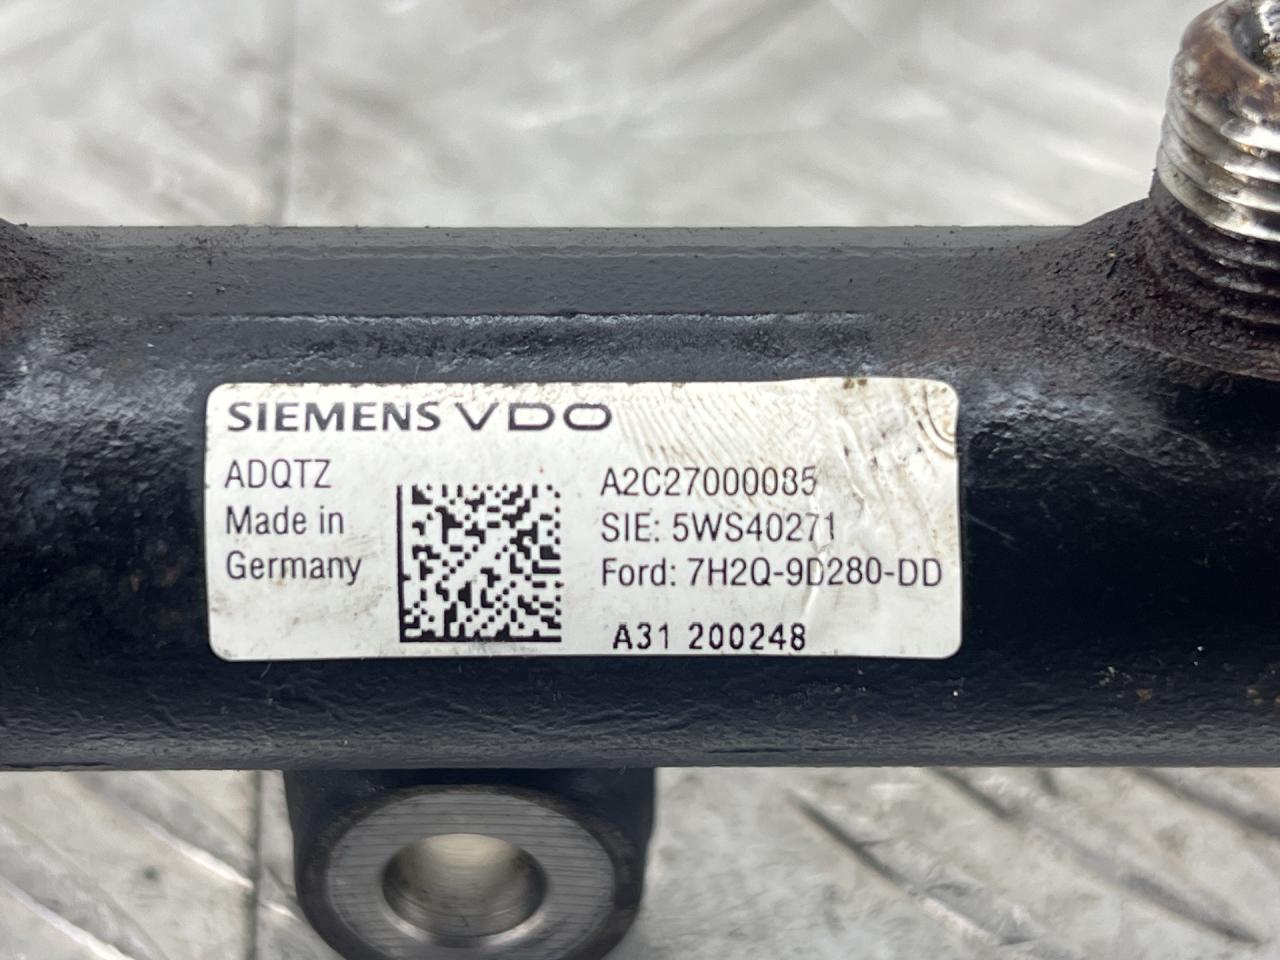 SIEMENS VDO
ADQTZ
Made in
Germany
A2C27000085
SIE: 5WS40271
Ford: 7H2Q-9D280-DD
A31 200248